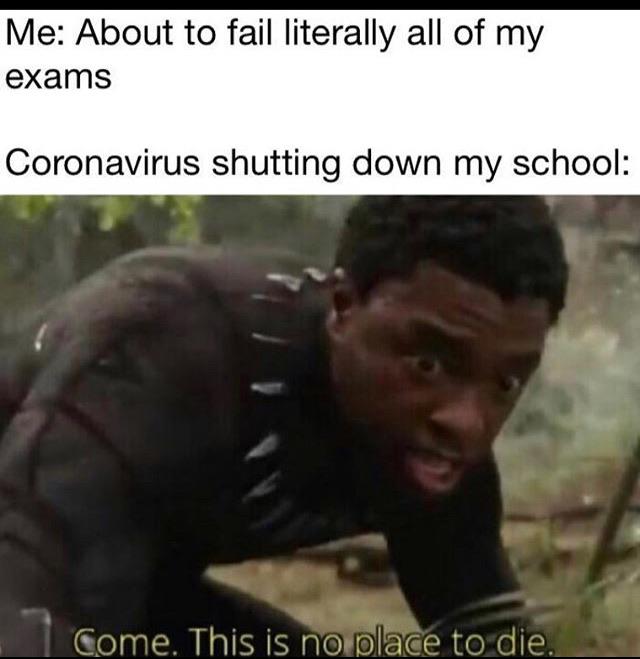 Me: About to fail literally all of my
exams
Coronavirus shutting down my school:
Come. This is no place to die.